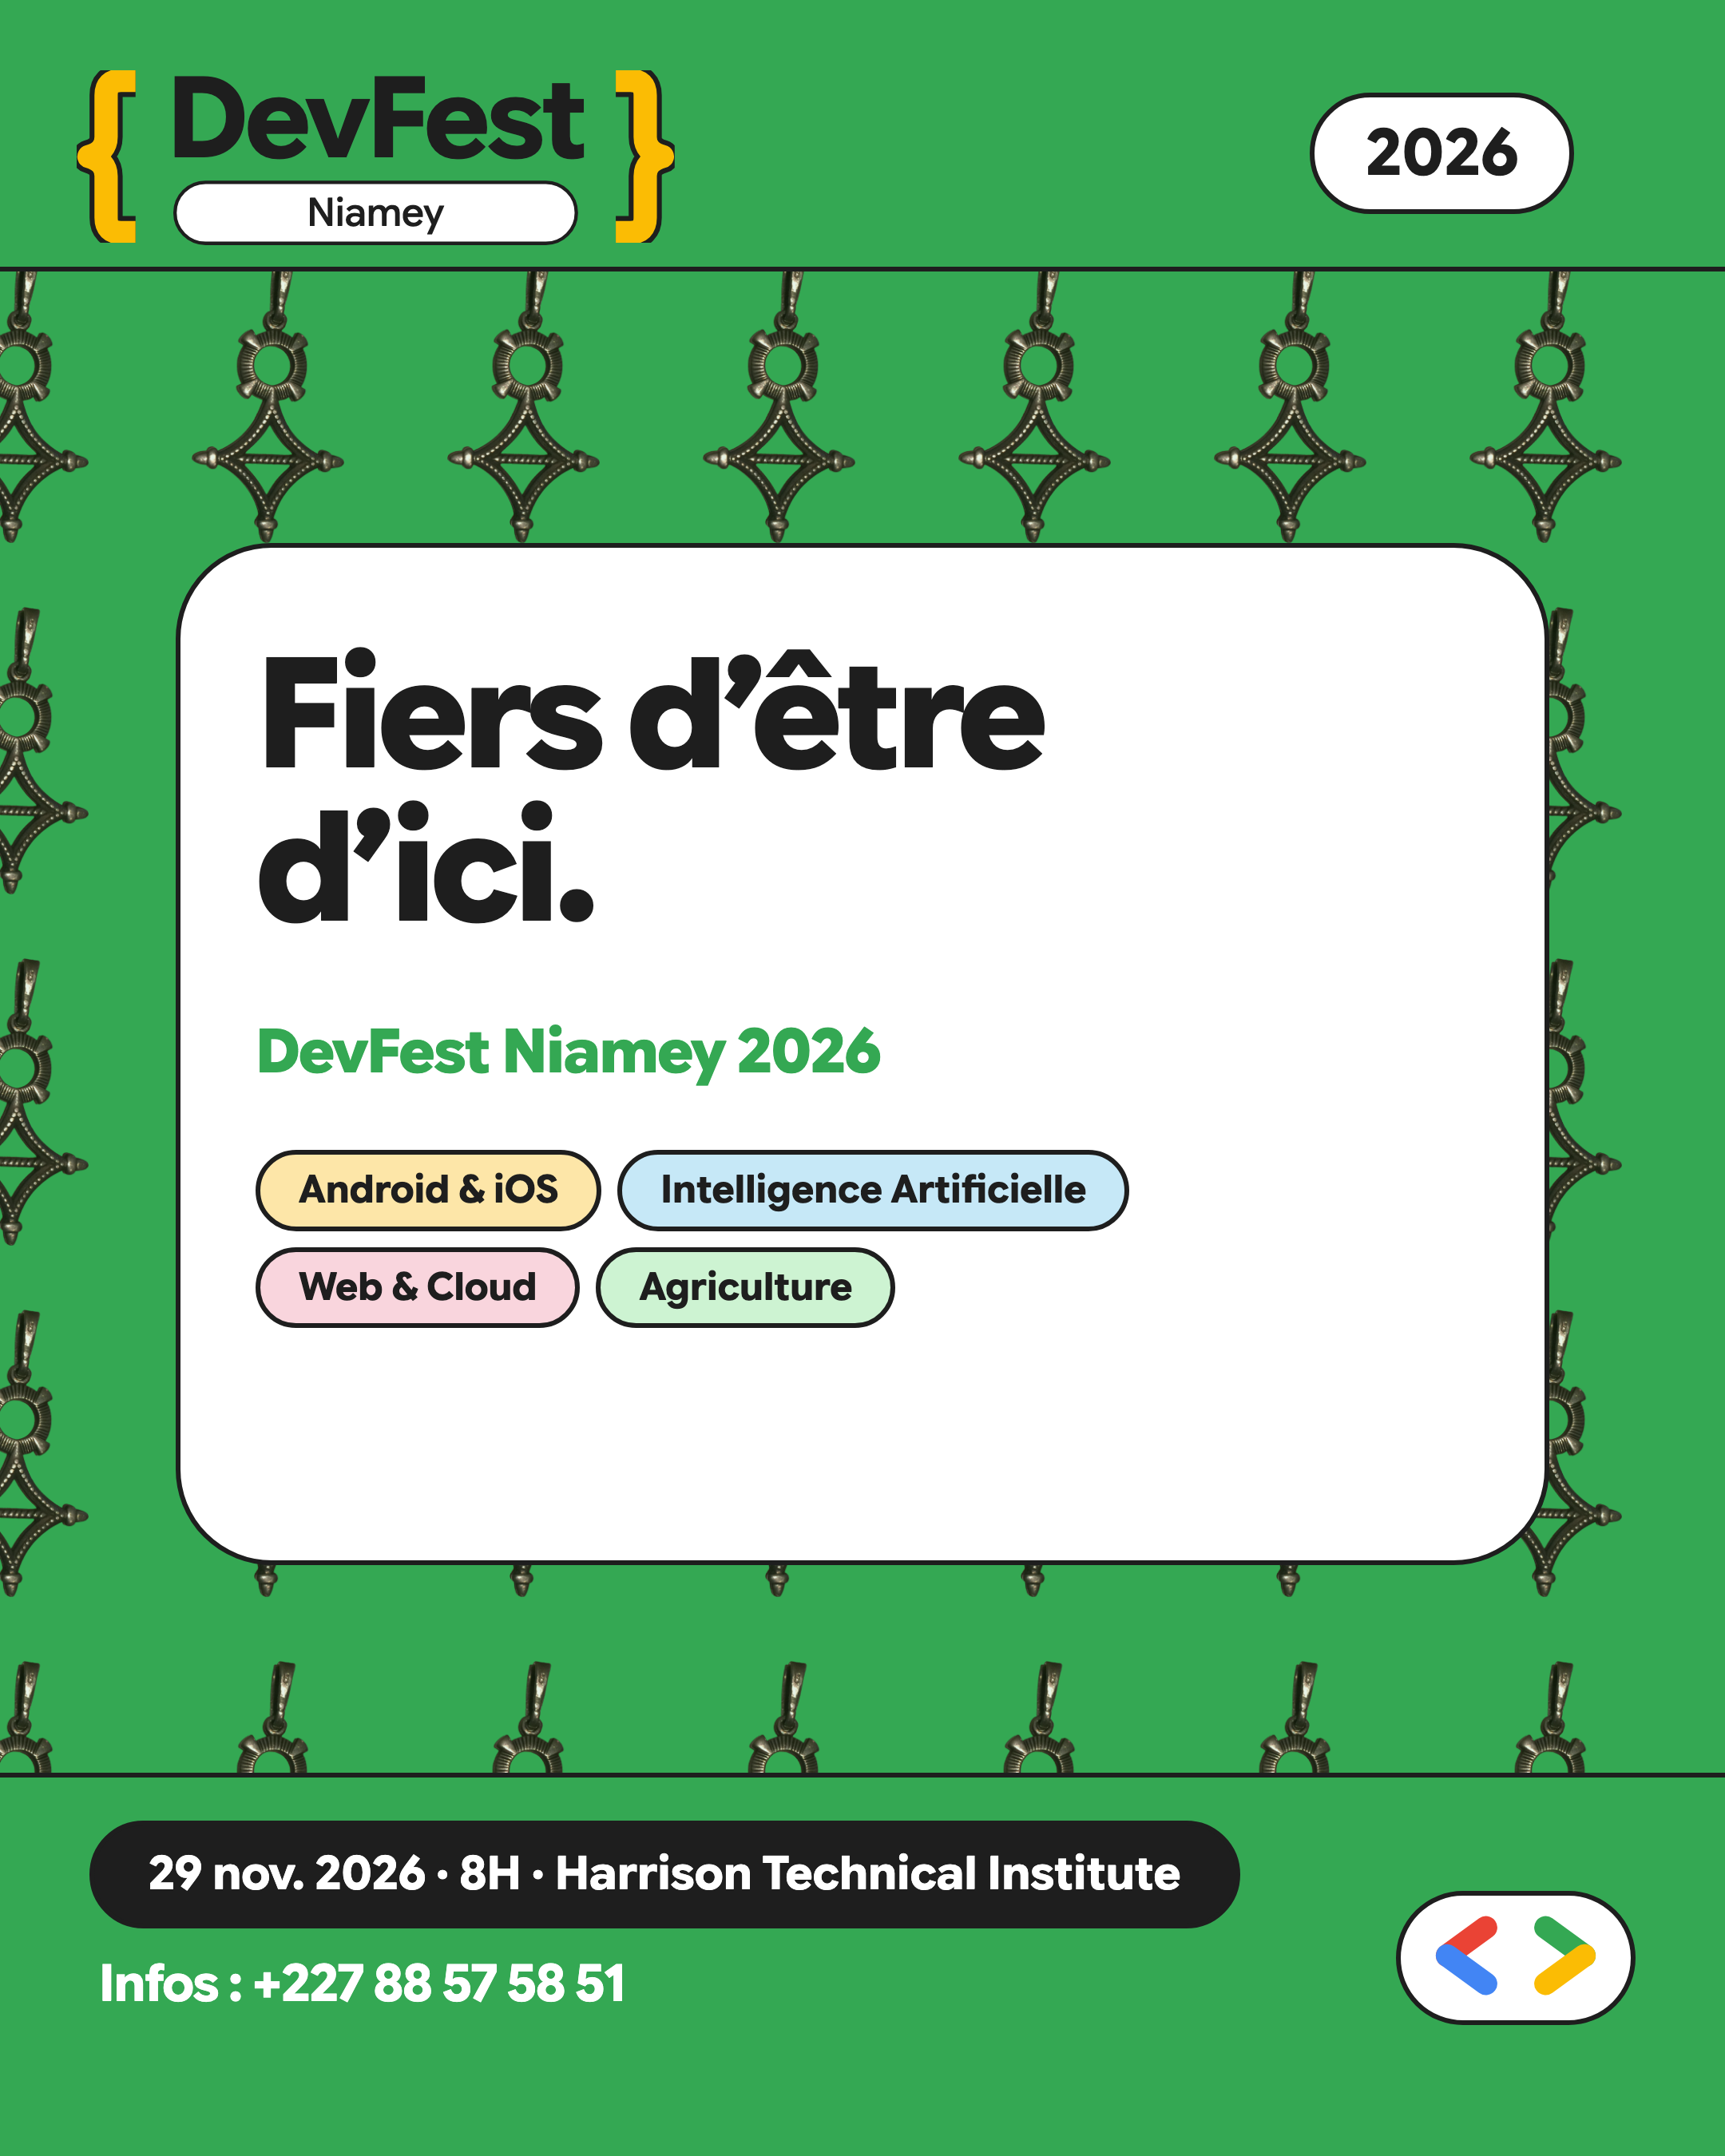 DevFest
Niamey
2026
Fiers d’être
d’ici.
DevFest Niamey 2026
Android & iOS
Intelligence Artificielle
Web & Cloud
Agriculture
29 nov. 2026 · 8H · Harrison Technical Institute
Infos : +227 88 57 58 51